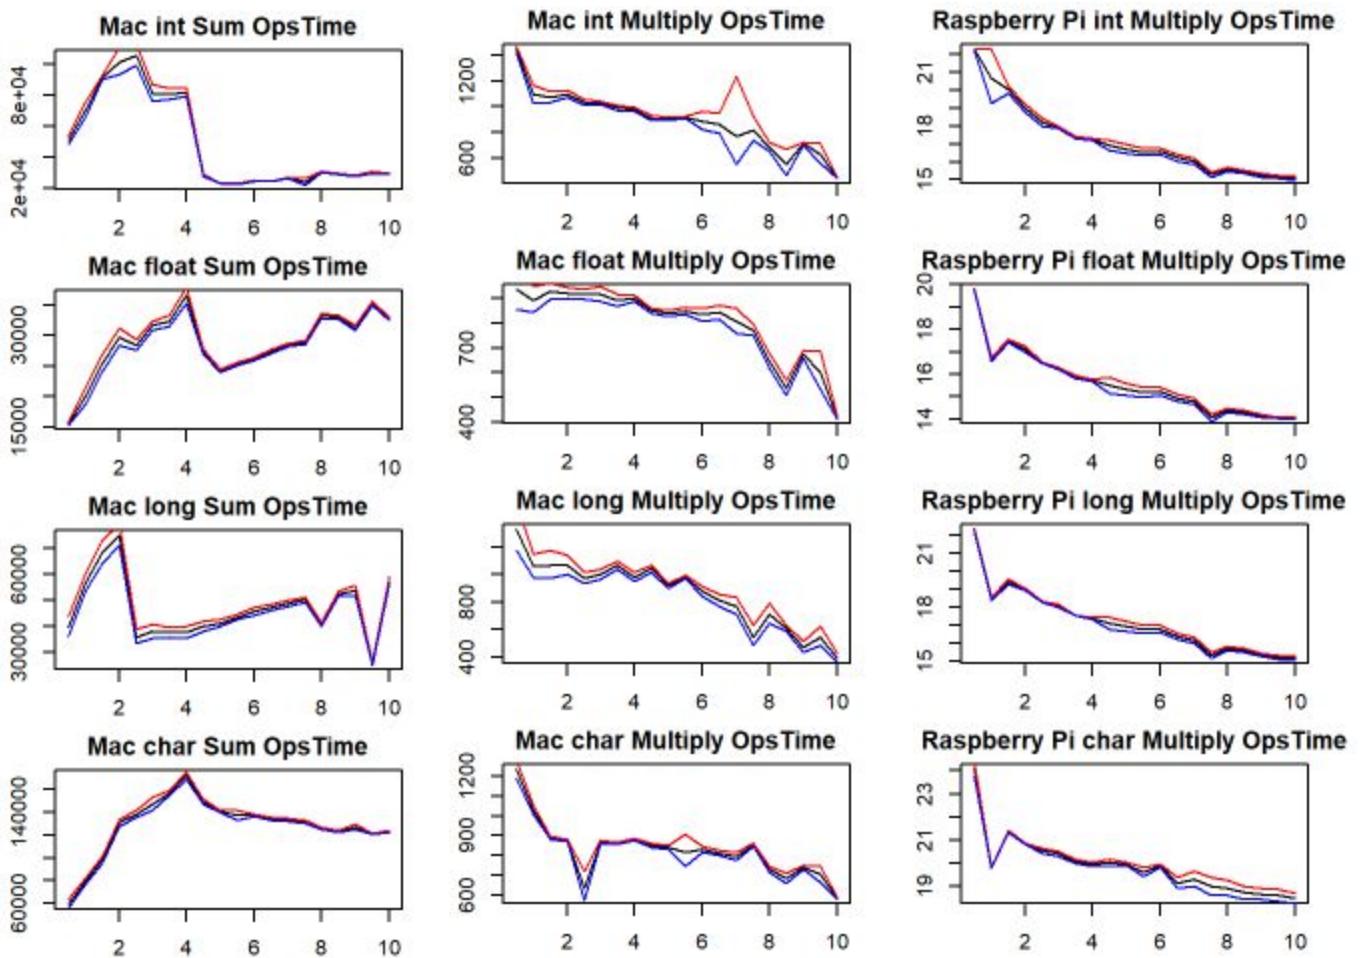 Mac int Sum OpsTime
8e+04
2e+04
2 4 6 8 10
Mac int Multiply OpsTime
1200
600
2 4 6 8 10
Raspberry Pi int Multiply OpsTime
21
18
15
2 4 6 8 10
Mac float Sum OpsTime
30000
15000
2 4 6 8 10
Mac float Multiply OpsTime
700
400
2 4 6 8 10
Raspberry Pi float Multiply OpsTime
20
18
16
14
2 4 6 8 10
Mac long Sum OpsTime
60000
30000
2 4 6 8 10
Mac long Multiply OpsTime
800
400
2 4 6 8 10
Raspberry Pi long Multiply OpsTime
21
18
15
2 4 6 8 10
Mac char Sum OpsTime
140000
60000
2 4 6 8 10
Mac char Multiply OpsTime
1200
900
600
2 4 6 8 10
Raspberry Pi char Multiply OpsTime
23
21
19
2 4 6 8 10